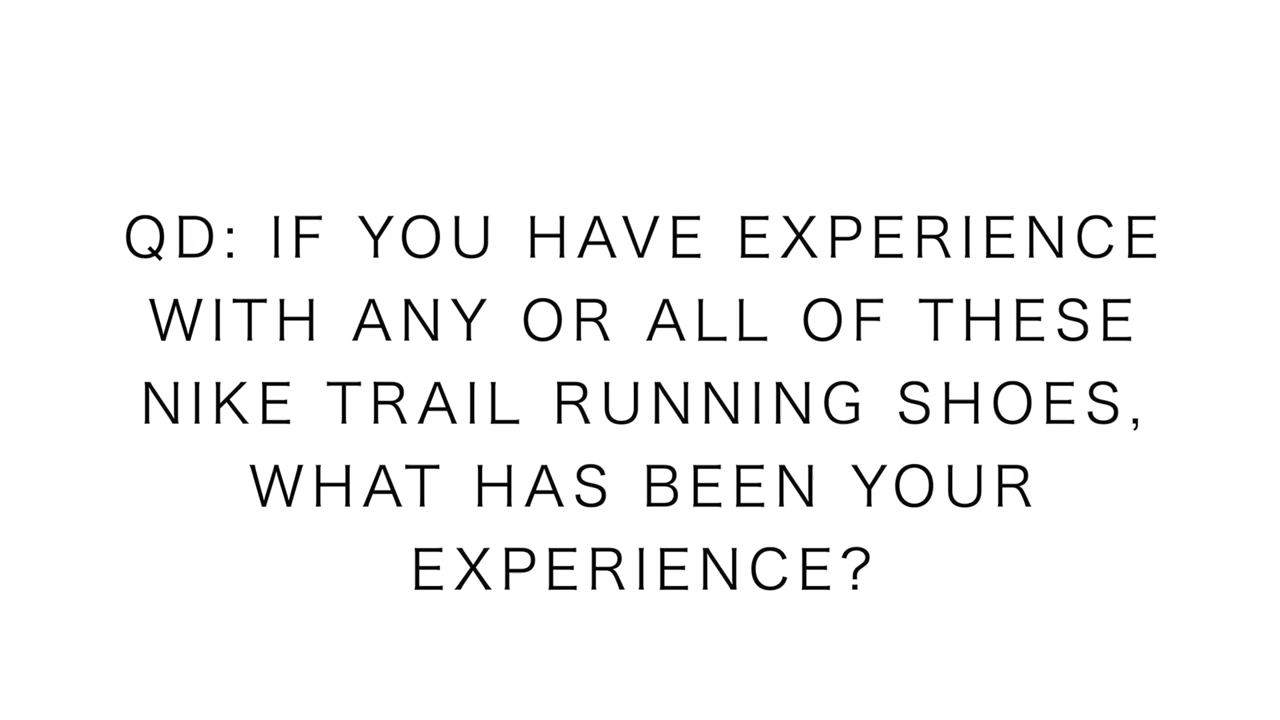 QD: IF YOU HAVE EXPERIENCE
WITH ANY OR ALL OF THESE
NIKE TRAIL RUNNING SHOES,
WHAT HAS BEEN YOUR
EXPERIENCE?